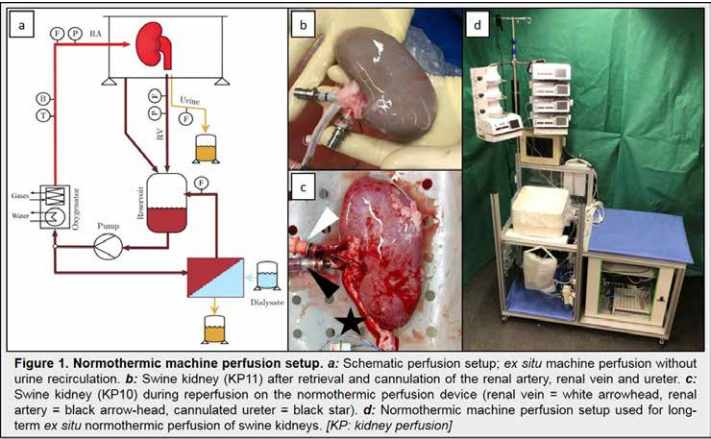 a
b
c
d
F
P
RA
B
T
P
F
RV
Urine
F
Gases
Water
Oxygenator
Reservoir
F
Pump
Dialysate
Figure 1. Normothermic machine perfusion setup. a: Schematic perfusion setup; ex situ machine perfusion without
urine recirculation. b: Swine kidney (KP11) after retrieval and cannulation of the renal artery, renal vein and ureter. c:
Swine kidney (KP10) during reperfusion on the normothermic perfusion device (renal vein = white arrowhead, renal
artery = black arrow-head, cannulated ureter = black star). d: Normothermic machine perfusion setup used for long-
term ex situ normothermic perfusion of swine kidneys. [KP: kidney perfusion]